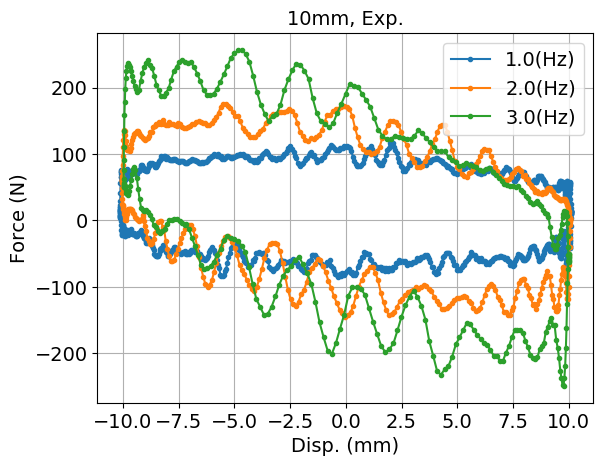 10mm, Exp.
1.0(Hz)
2.0(Hz)
3.0(Hz)
Force (N)
200
100
0
−100
−200
−10.0 −7.5 −5.0 −2.5 0.0 2.5 5.0 7.5 10.0
Disp. (mm)